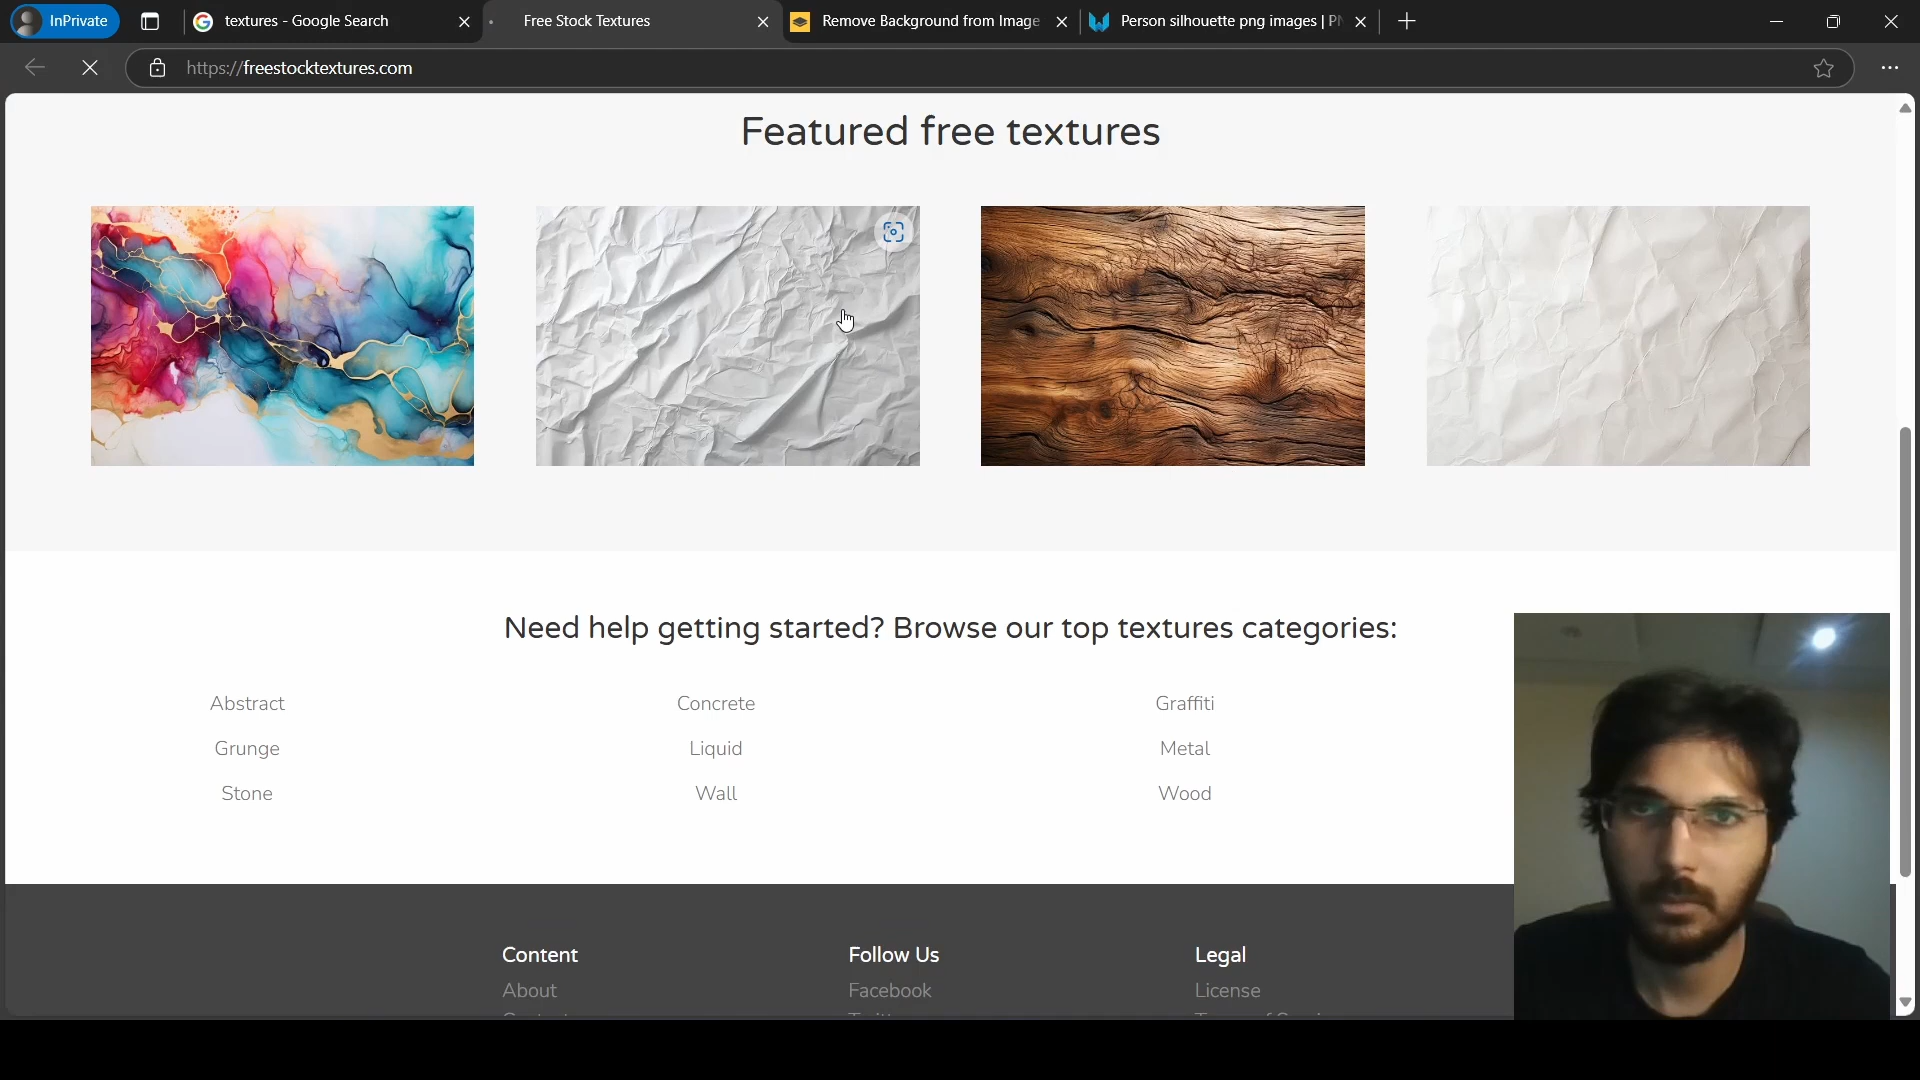 InPrivate
textures - Google Search
Free Stock Textures
Remove Background from Image
Person silhouette png images |
https://freestocktextures.com
Featured free textures
Need help getting started? Browse our top textures categories:
Abstract
Concrete
Graffiti
Grunge
Liquid
Metal
Stone
Wall
Wood
Content
Follow Us
Legal
About
Facebook
License